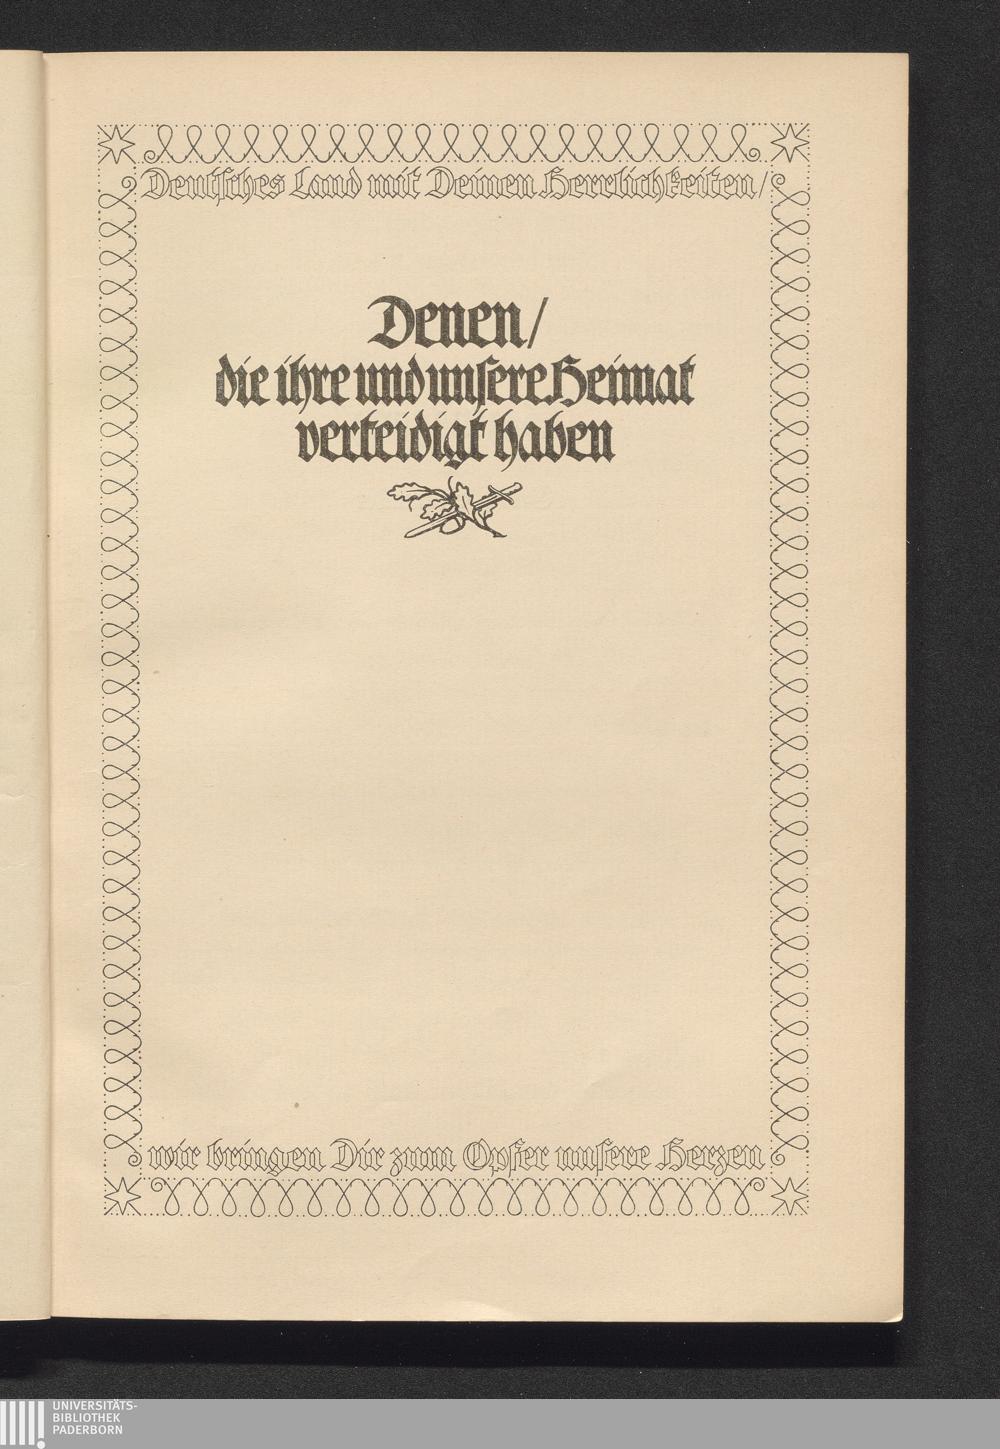 Deutsches Land mit Deinen Herrlichkeiten/
Denen/
die ihre und unsere Heimat
verteidigt haben
wir bringen Dir zum Opfer unsere Herzen
UNIVERSITÄTS-
BIBLIOTHEK
PADERBORN